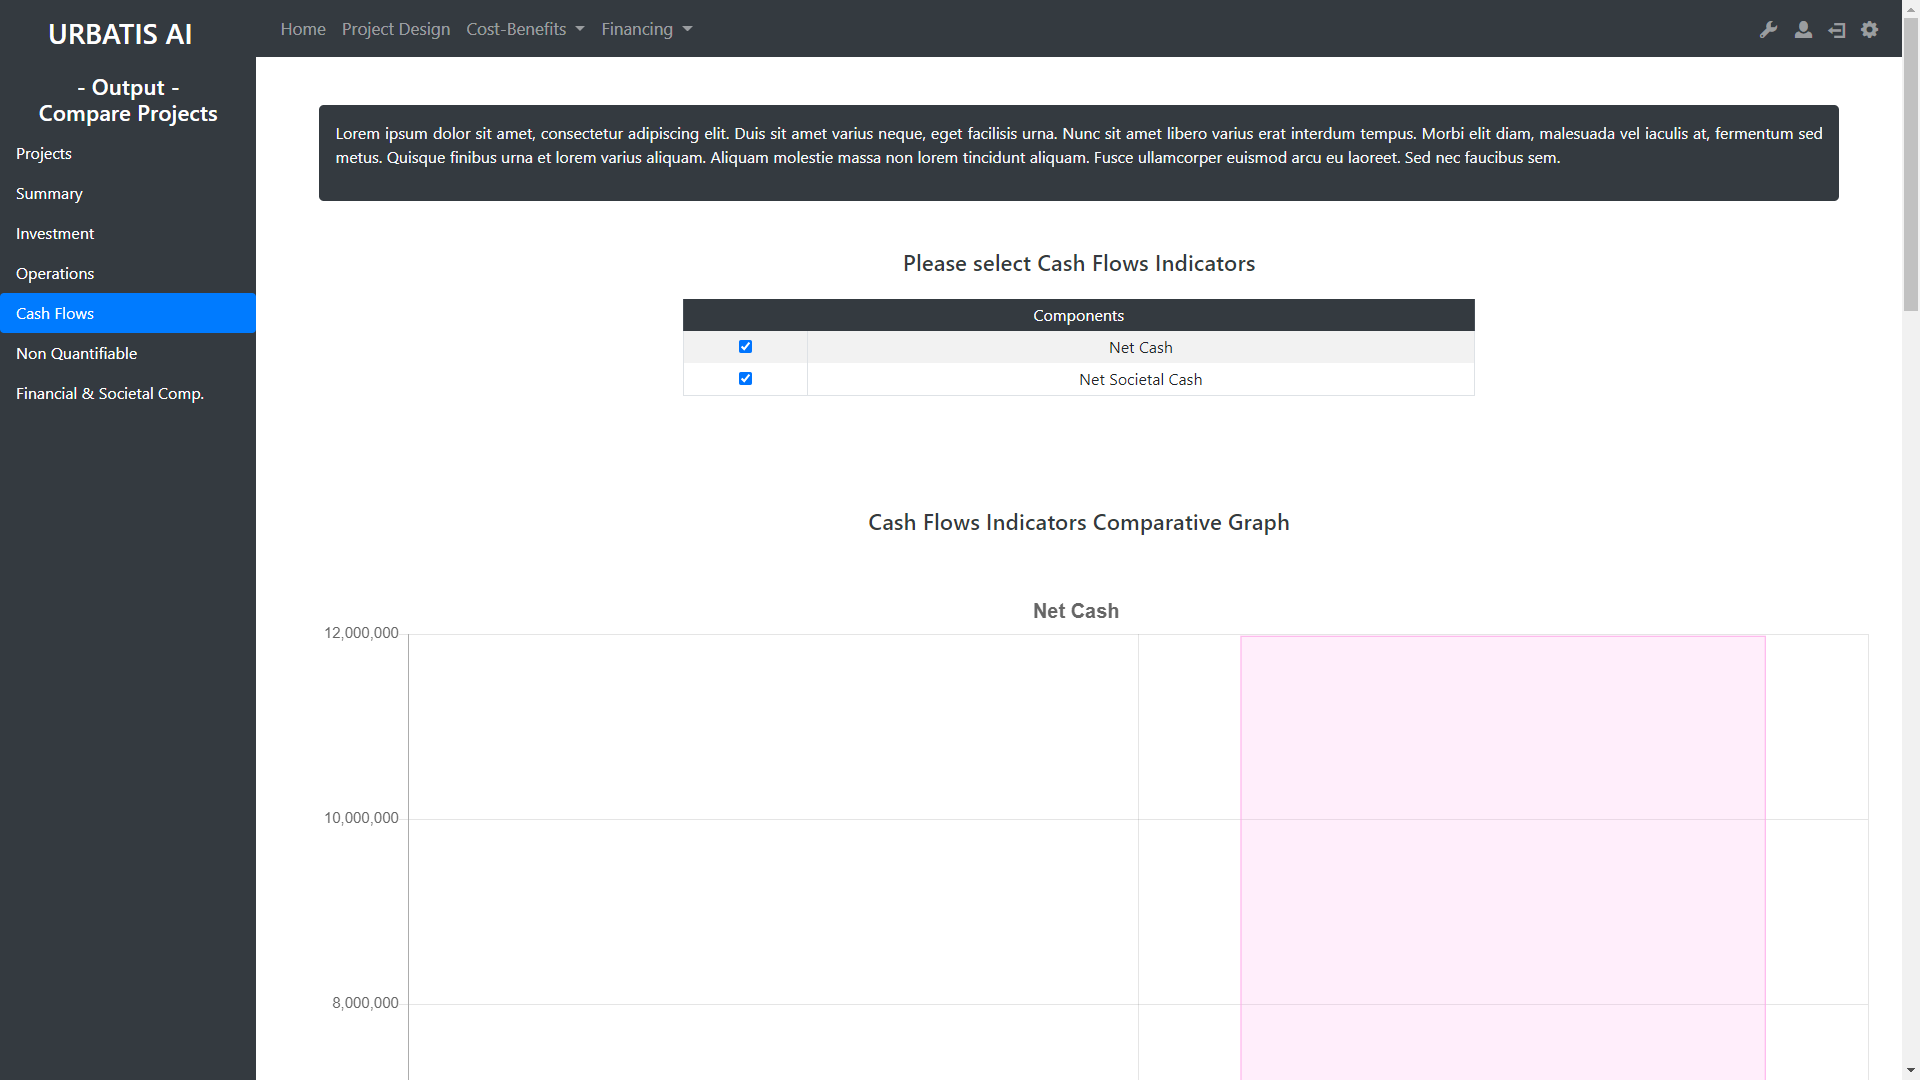 URBATIS AI
Home Project Design Cost-Benefits Financing
- Output -
Compare Projects
Projects
Summary
Investment
Operations
Cash Flows
Non Quantifiable
Financial & Societal Comp.
Lorem ipsum dolor sit amet, consectetur adipiscing elit. Duis sit amet varius neque, eget facilisis urna. Nunc sit amet libero varius erat interdum tempus. Morbi elit diam, malesuada vel iaculis at, fermentum sed
metus. Quisque finibus urna et lorem varius aliquam. Aliquam molestie massa non lorem tincidunt aliquam. Fusce ullamcorper euismod arcu eu laoreet. Sed nec faucibus sem.
Please select Cash Flows Indicators
Components
Net Cash
Net Societal Cash
Cash Flows Indicators Comparative Graph
Net Cash
12,000,000
10,000,000
8,000,000